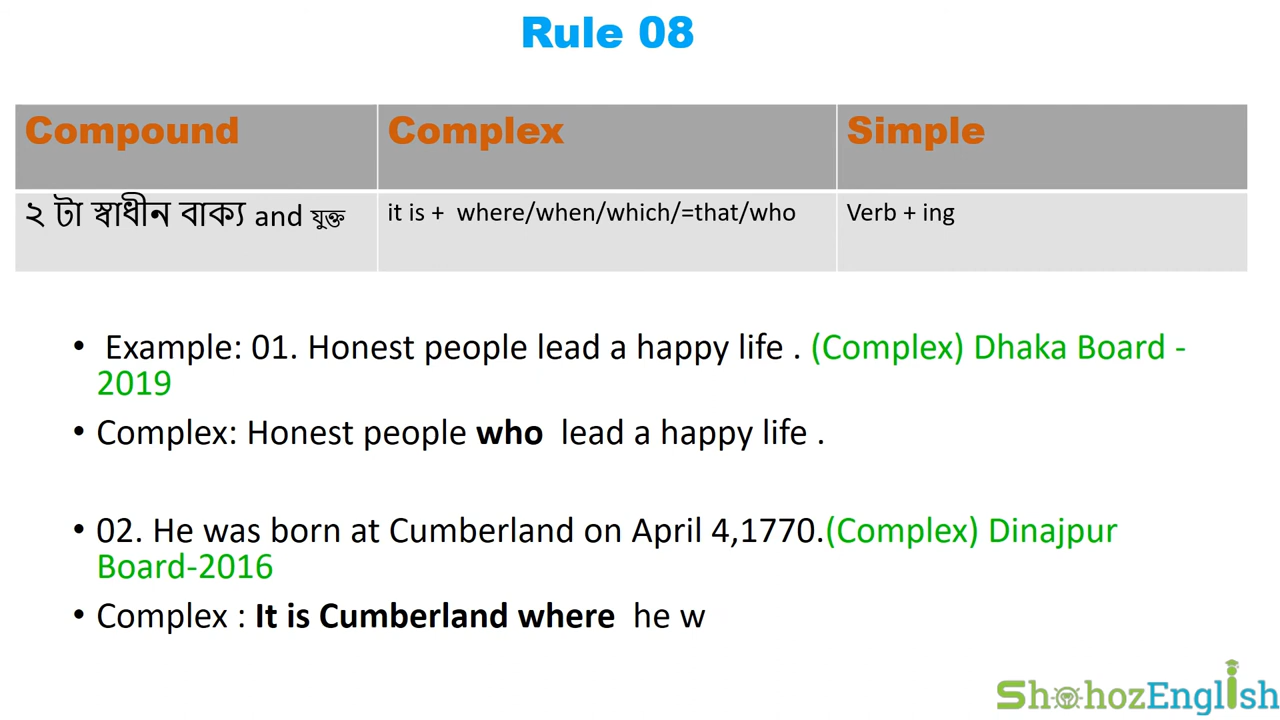 Rule 08
Compound
Complex
Simple
২ টা স্বাধীন বাক্য and যুক্ত
it is + where/when/which/=that/who
Verb + ing
• Example: 01. Honest people lead a happy life . (Complex) Dhaka Board -
2019
• Complex: Honest people who lead a happy life .
• 02. He was born at Cumberland on April 4,1770.(Complex) Dinajpur
Board-2016
• Complex : It is Cumberland where he w
ShohozEnglish